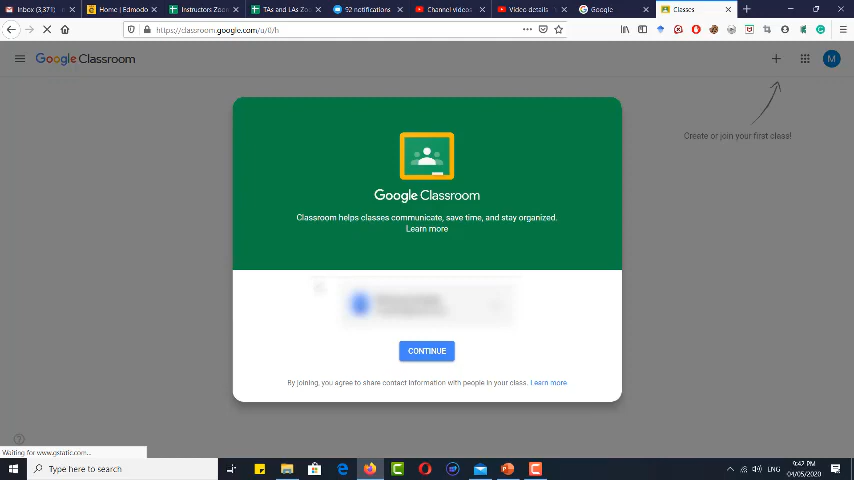 Inbox (3,371)
Home | Edmodo
Instructors Zoom
TAs and LAs Zoo
92 notifications
Channel videos
Video details
Google
Classes
https://classroom.google.com/u/0/h
Google Classroom
M
Create or join your first class!
Google Classroom
Classroom helps classes communicate, save time, and stay organized.
Learn more
CONTINUE
By joining, you agree to share contact information with people in your class. Learn more
Waiting for www.gstatic.com...
Type here to search
ENG
9:42 PM
04/05/2020